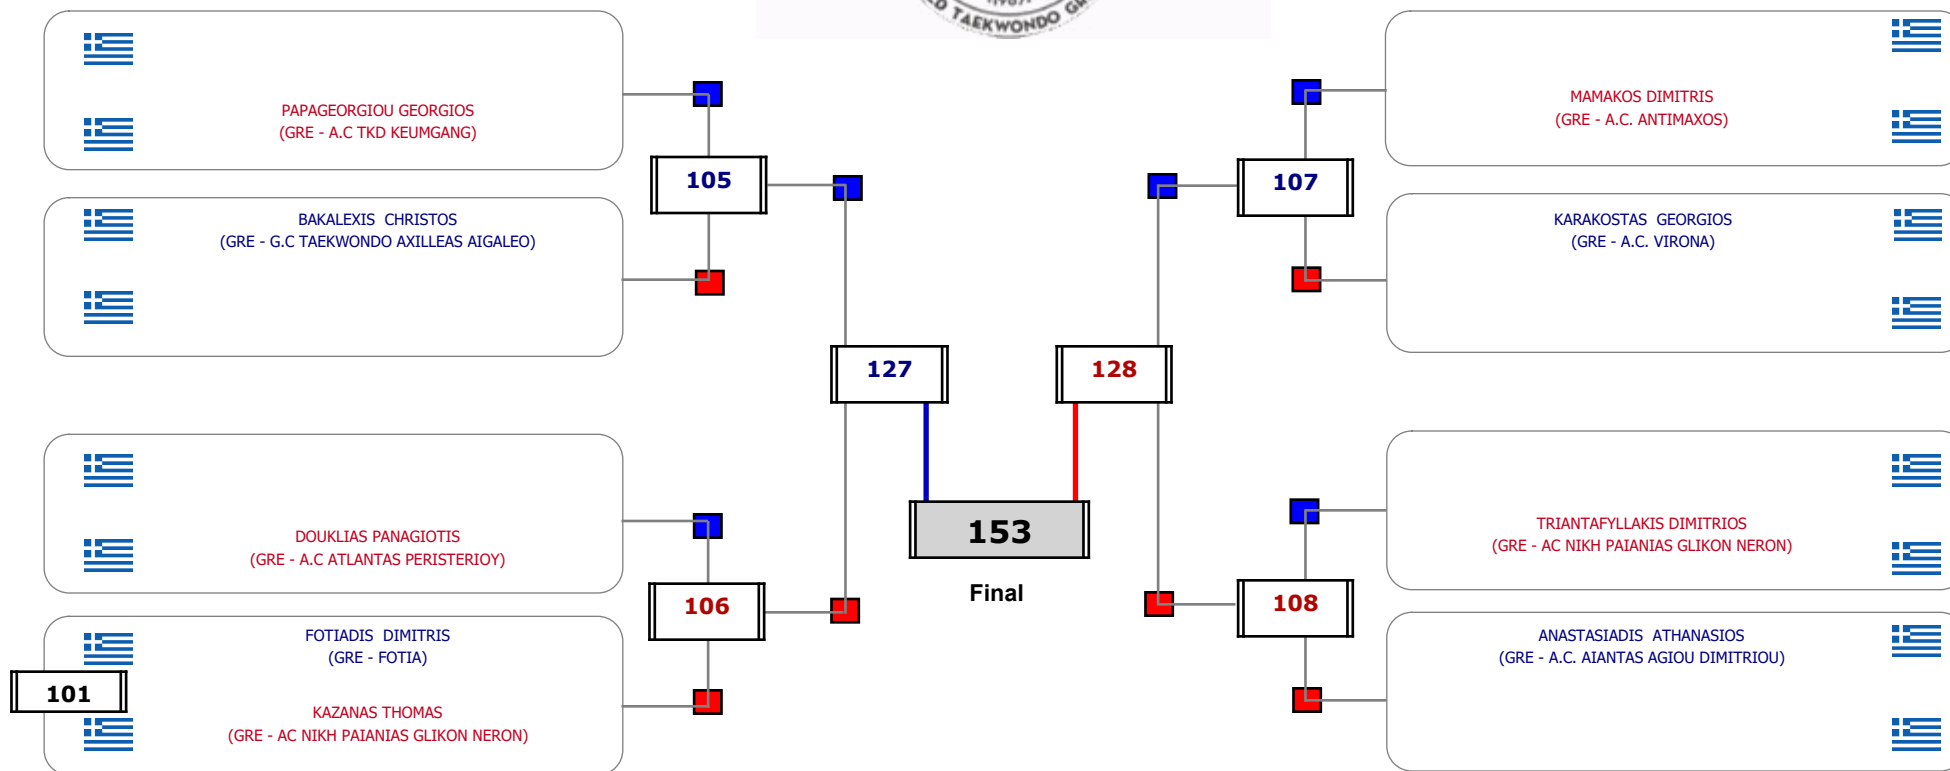 TAEKWONDO
PAPAGEORGIOU GEORGIOS
(GRE - A.C TKD KEUMGANG)
105
BAKALEXIS CHRISTOS
(GRE - G.C TAEKWONDO AXILLEAS AIGALEO)
127
DOUKLIAS PANAGIOTIS
(GRE - A.C ATLANTAS PERISTERIOY)
106
FOTIADIS DIMITRIS
(GRE - FOTIA)
101
KAZANAS THOMAS
(GRE - AC NIKH PAIANIAS GLIKON NERON)
153
Final
MAMAKOS DIMITRIS
(GRE - A.C. ANTIMAXOS)
107
KARAKOSTAS GEORGIOS
(GRE - A.C. VIRONA)
128
TRIANTAFYLLAKIS DIMITRIOS
(GRE - AC NIKH PAIANIAS GLIKON NERON)
108
ANASTASIADIS ATHANASIOS
(GRE - A.C. AIANTAS AGIOU DIMITRIOU)